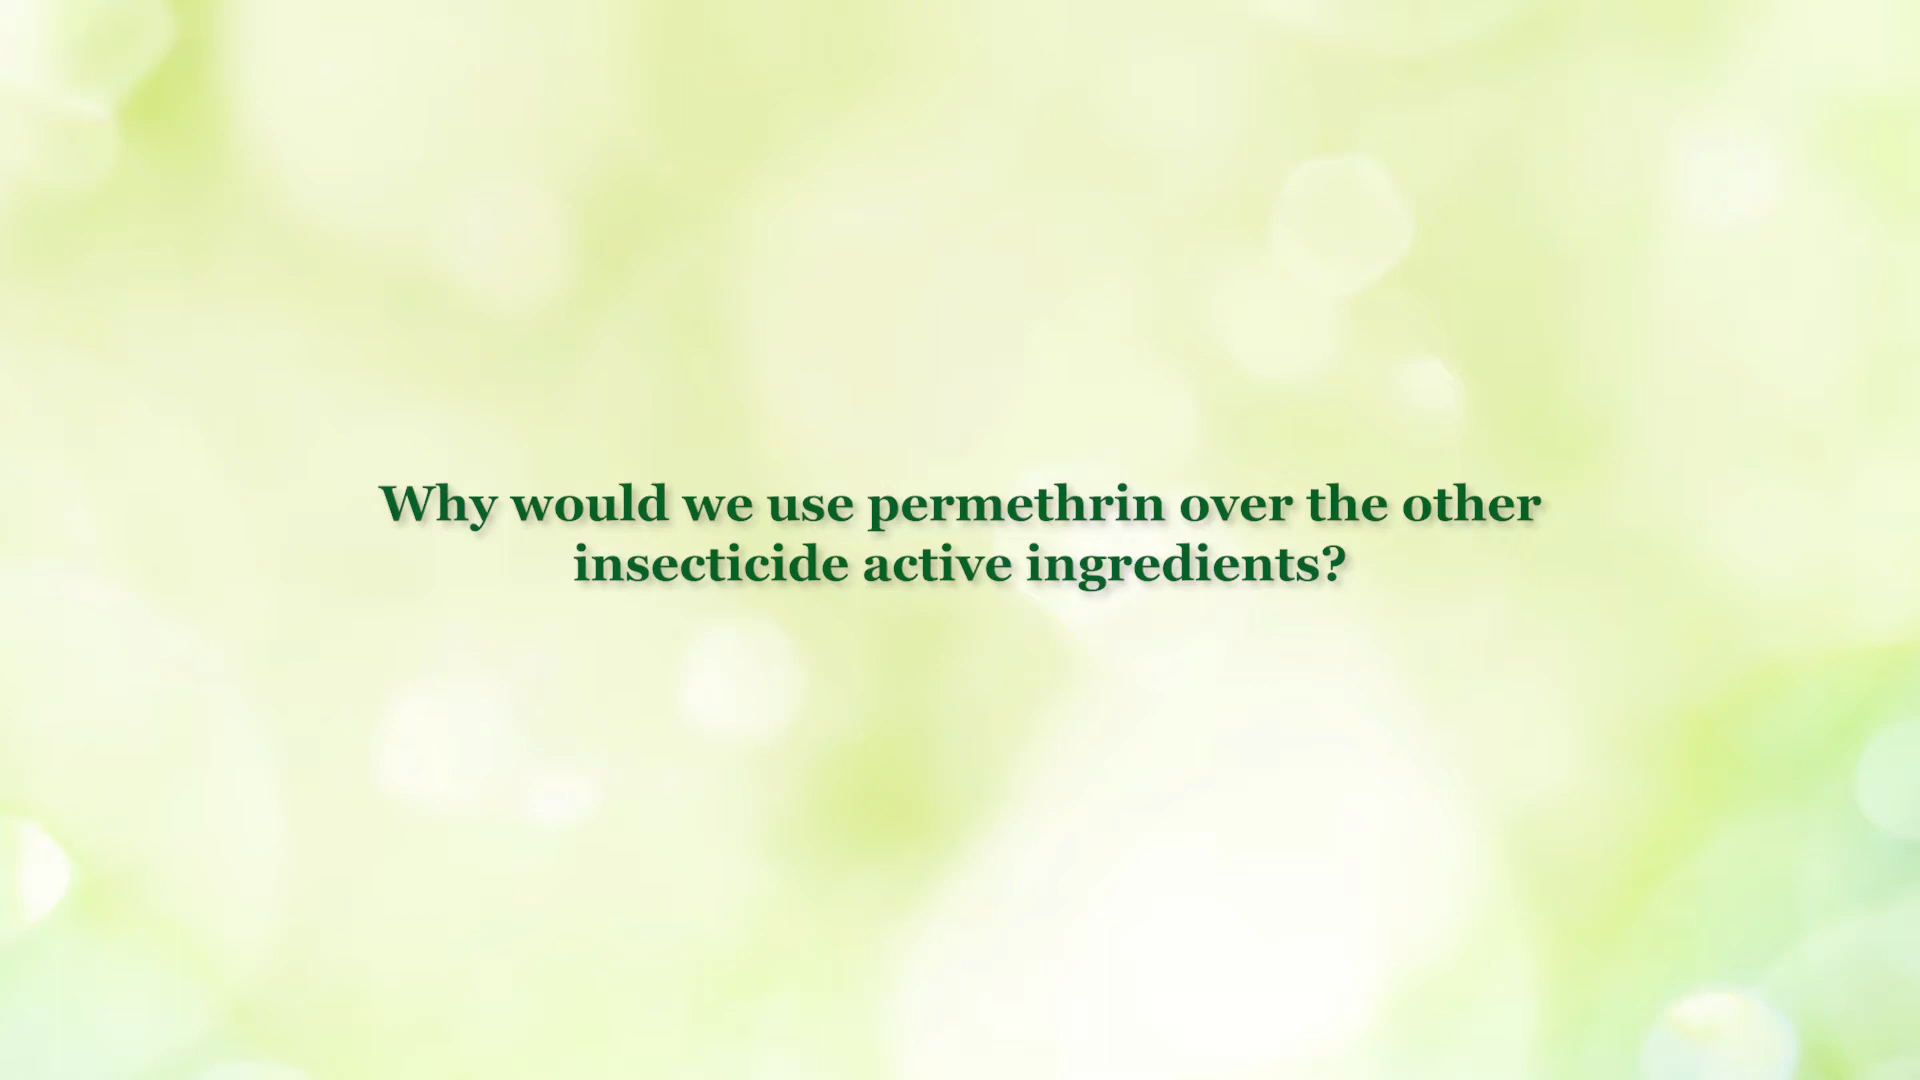 Why would we use permethrin over the other
insecticide active ingredients?